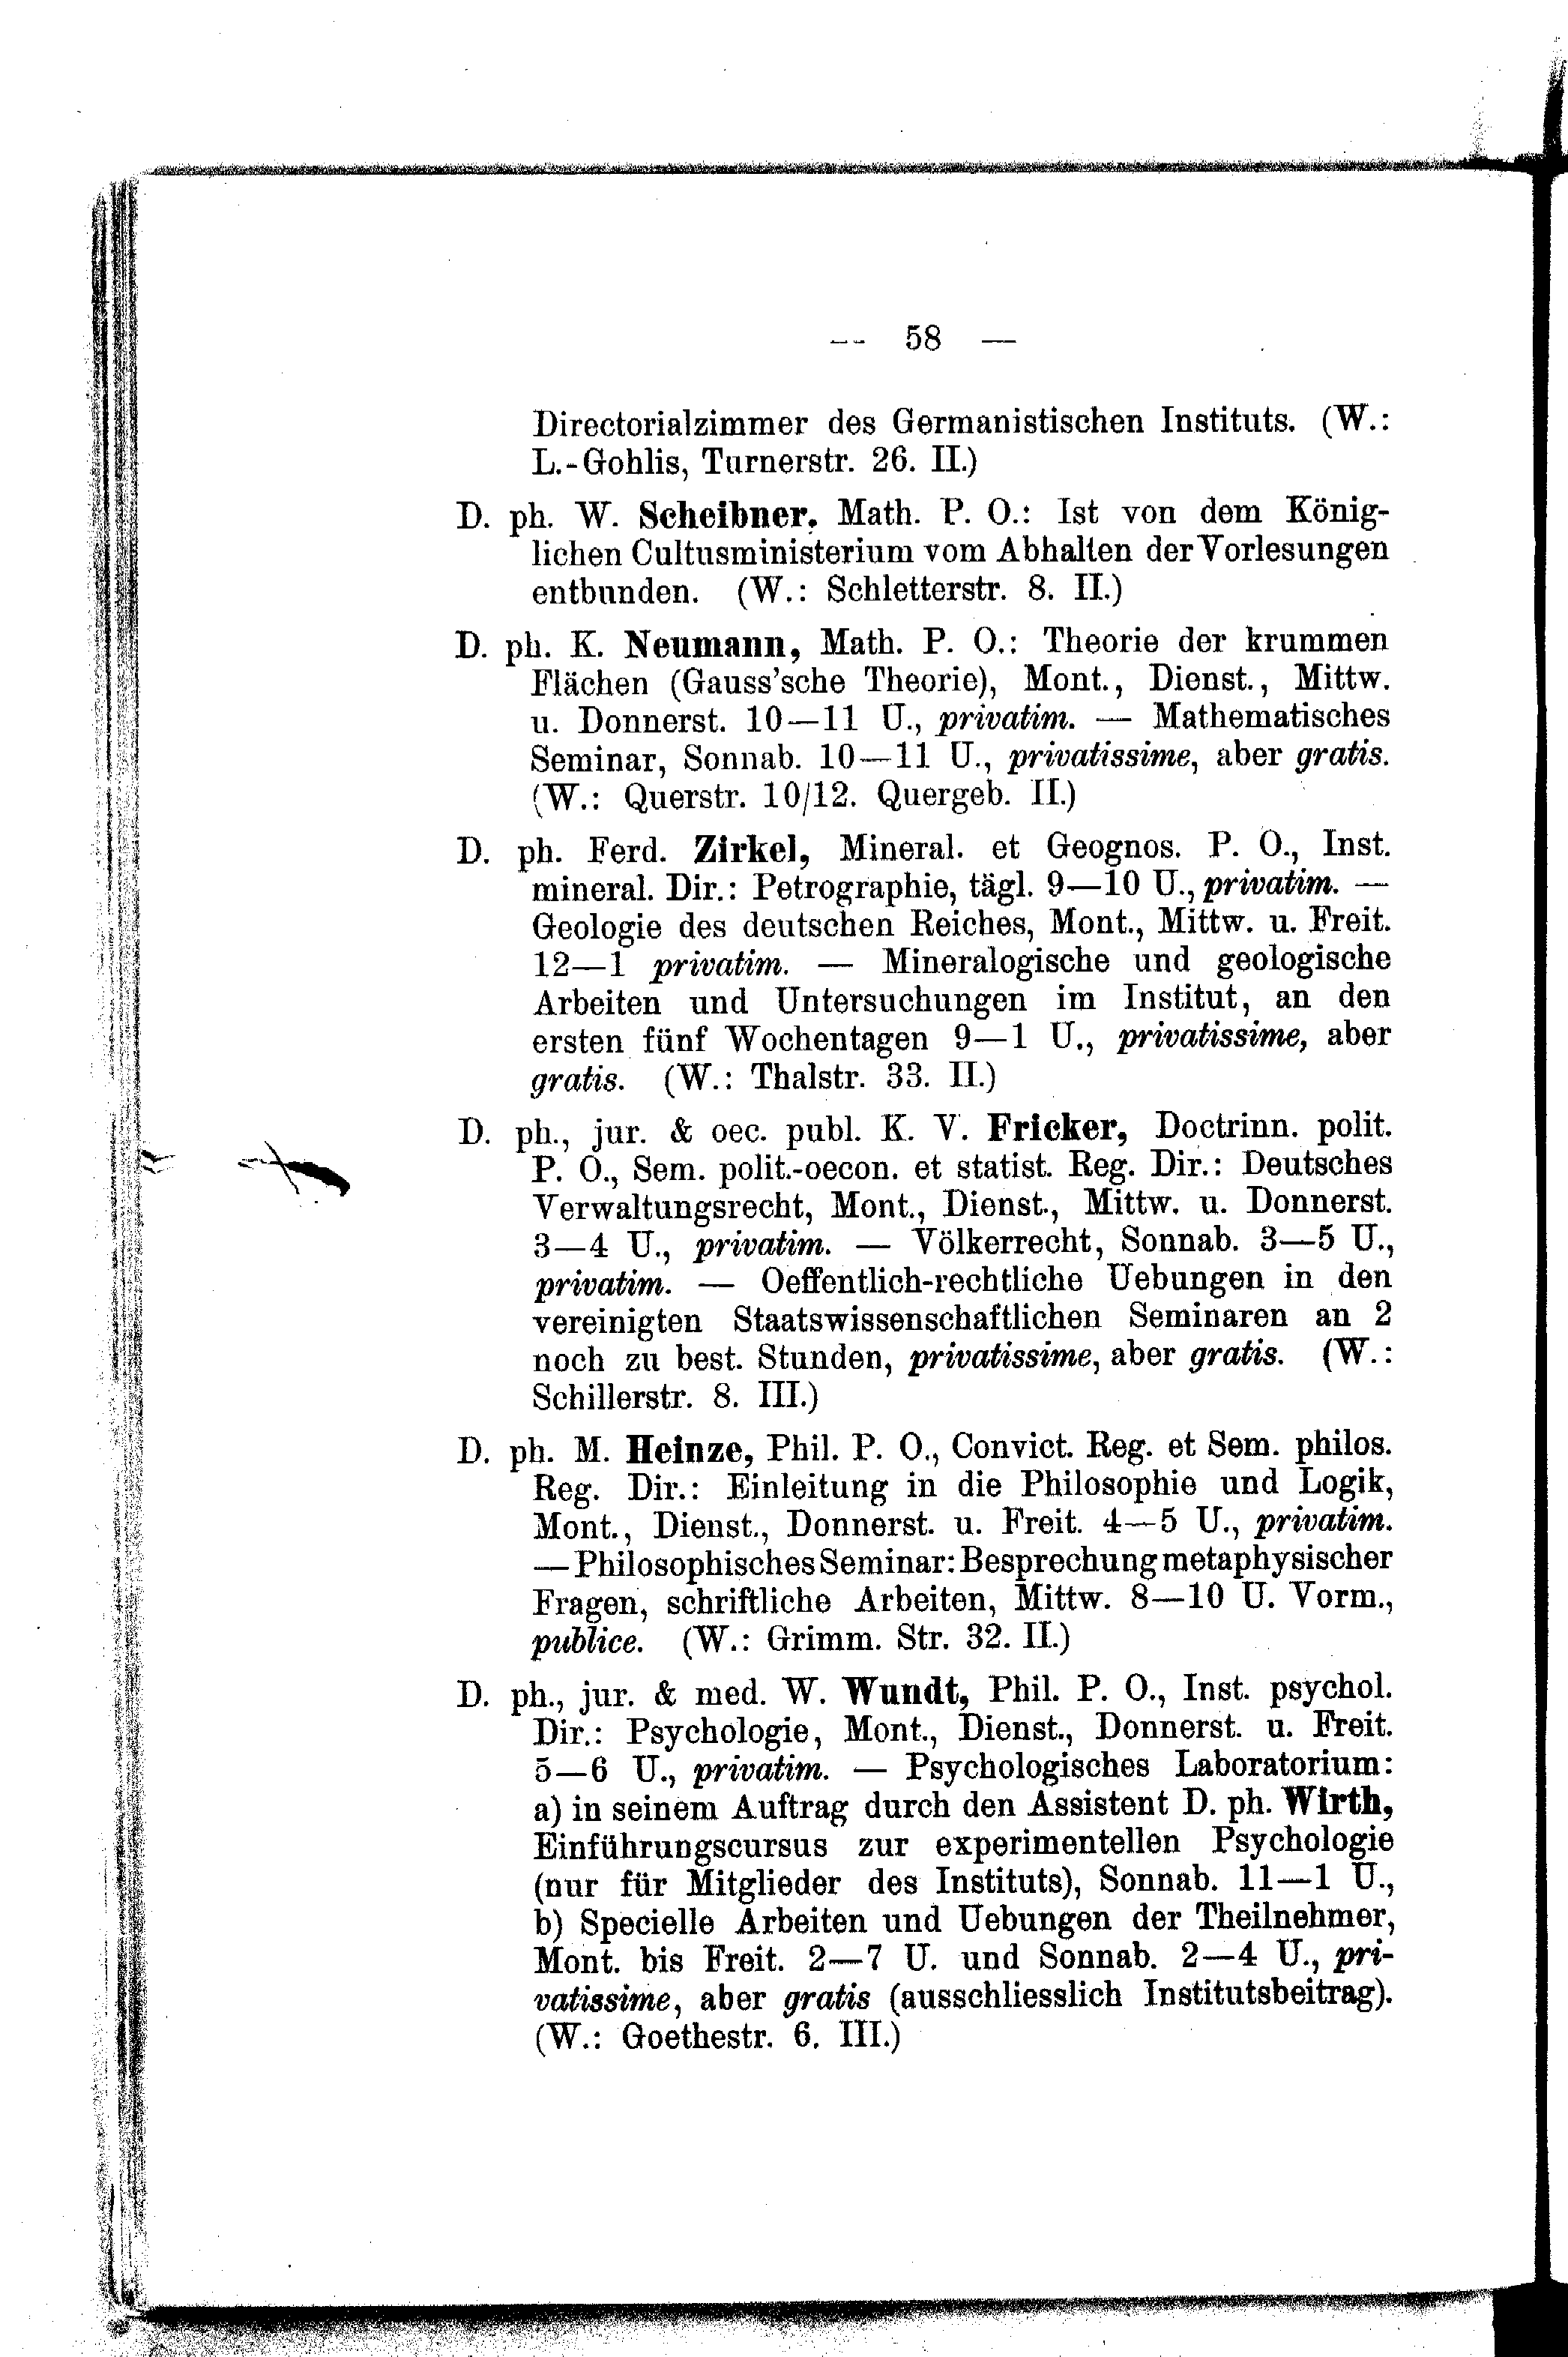 — 58 —
Directorialzimmer des Germanistischen Instituts. (W.:
L.-Gohlis, Turnerstr. 26. II.)
D. ph. W. Scheibner, Math. P. O.: Ist von dem König-
lichen Cultusministerium vom Abhalten der Vorlesungen
entbunden. (W.: Schletterstr. 8. II.)
D. ph. K. Neumann, Math. P. O.: Theorie der krummen
Flächen (Gauss'sche Theorie), Mont., Dienst., Mittw.
u. Donnerst. 10—11 U., privatim. — Mathematisches
Seminar, Sonnab. 10—11 U., privatissime, aber gratis.
(W.: Querstr. 10/12. Quergeb. II.)
D. ph. Ferd. Zirkel, Mineral. et Geognos. P. O., Inst.
mineral. Dir.: Petrographie, tägl. 9—10 U., privatim. —
Geologie des deutschen Reiches, Mont., Mittw. u. Freit.
12—1 privatim. — Mineralogische und geologische
Arbeiten und Untersuchungen im Institut, an den
ersten fünf Wochentagen 9—1 U., privatissime, aber
gratis. (W.: Thalstr. 33. II.)
D. ph., jur. & oec. publ. K. V. Fricker, Doctrinn. polit.
P. O., Sem. polit.-oecon. et statist. Reg. Dir.: Deutsches
Verwaltungsrecht, Mont., Dienst., Mittw. u. Donnerst.
3—4 U., privatim. — Völkerrecht, Sonnab. 3—5 U.,
privatim. — Oeffentlich-rechtliche Uebungen in den
vereinigten Staatswissenschaftlichen Seminaren an 2
noch zu best. Stunden, privatissime, aber gratis. (W.:
Schillerstr. 8. III.)
D. ph. M. Heinze, Phil. P. O., Convict. Reg. et Sem. philos.
Reg. Dir.: Einleitung in die Philosophie und Logik,
Mont., Dienst., Donnerst. u. Freit. 4—5 U., privatim.
— Philosophisches Seminar: Besprechung metaphysischer
Fragen, schriftliche Arbeiten, Mittw. 8—10 U. Vorm.,
publice. (W.: Grimm. Str. 32. II.)
D. ph., jur. & med. W. Wundt, Phil. P. O., Inst. psychol.
Dir.: Psychologie, Mont., Dienst., Donnerst. u. Freit.
5—6 U., privatim. — Psychologisches Laboratorium:
a) in seinem Auftrag durch den Assistent D. ph. Wirth,
Einführungscursus zur experimentellen Psychologie
(nur für Mitglieder des Instituts), Sonnab. 11—1 U.,
b) Specielle Arbeiten und Uebungen der Theilnehmer,
Mont. bis Freit. 2—7 U. und Sonnab. 2—4 U., pri-
vatissime, aber gratis (ausschliesslich Institutsbeitrag).
(W.: Goethestr. 6. III.)